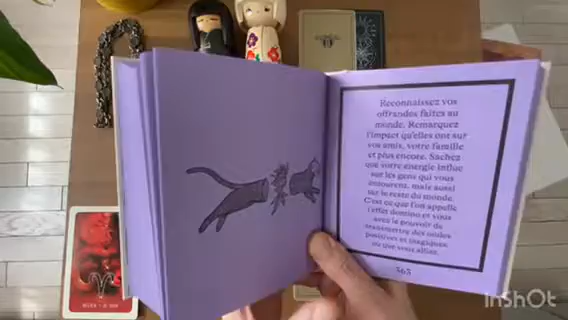 Reconnaissez vos
offrandes faites au
monde. Remarquez
l'impact qu'elles ont sur
vos amis, votre famille
et plus encore. Sachez
que votre énergie influe
sur les gens qui vous
entourent, mais aussi
sur le reste du monde.
C'est ce que l'on appelle
l'effet domino et vous
avez le pouvoir de
transmettre des ondes
positives et magiques
où que vous alliez.
363
InShOt